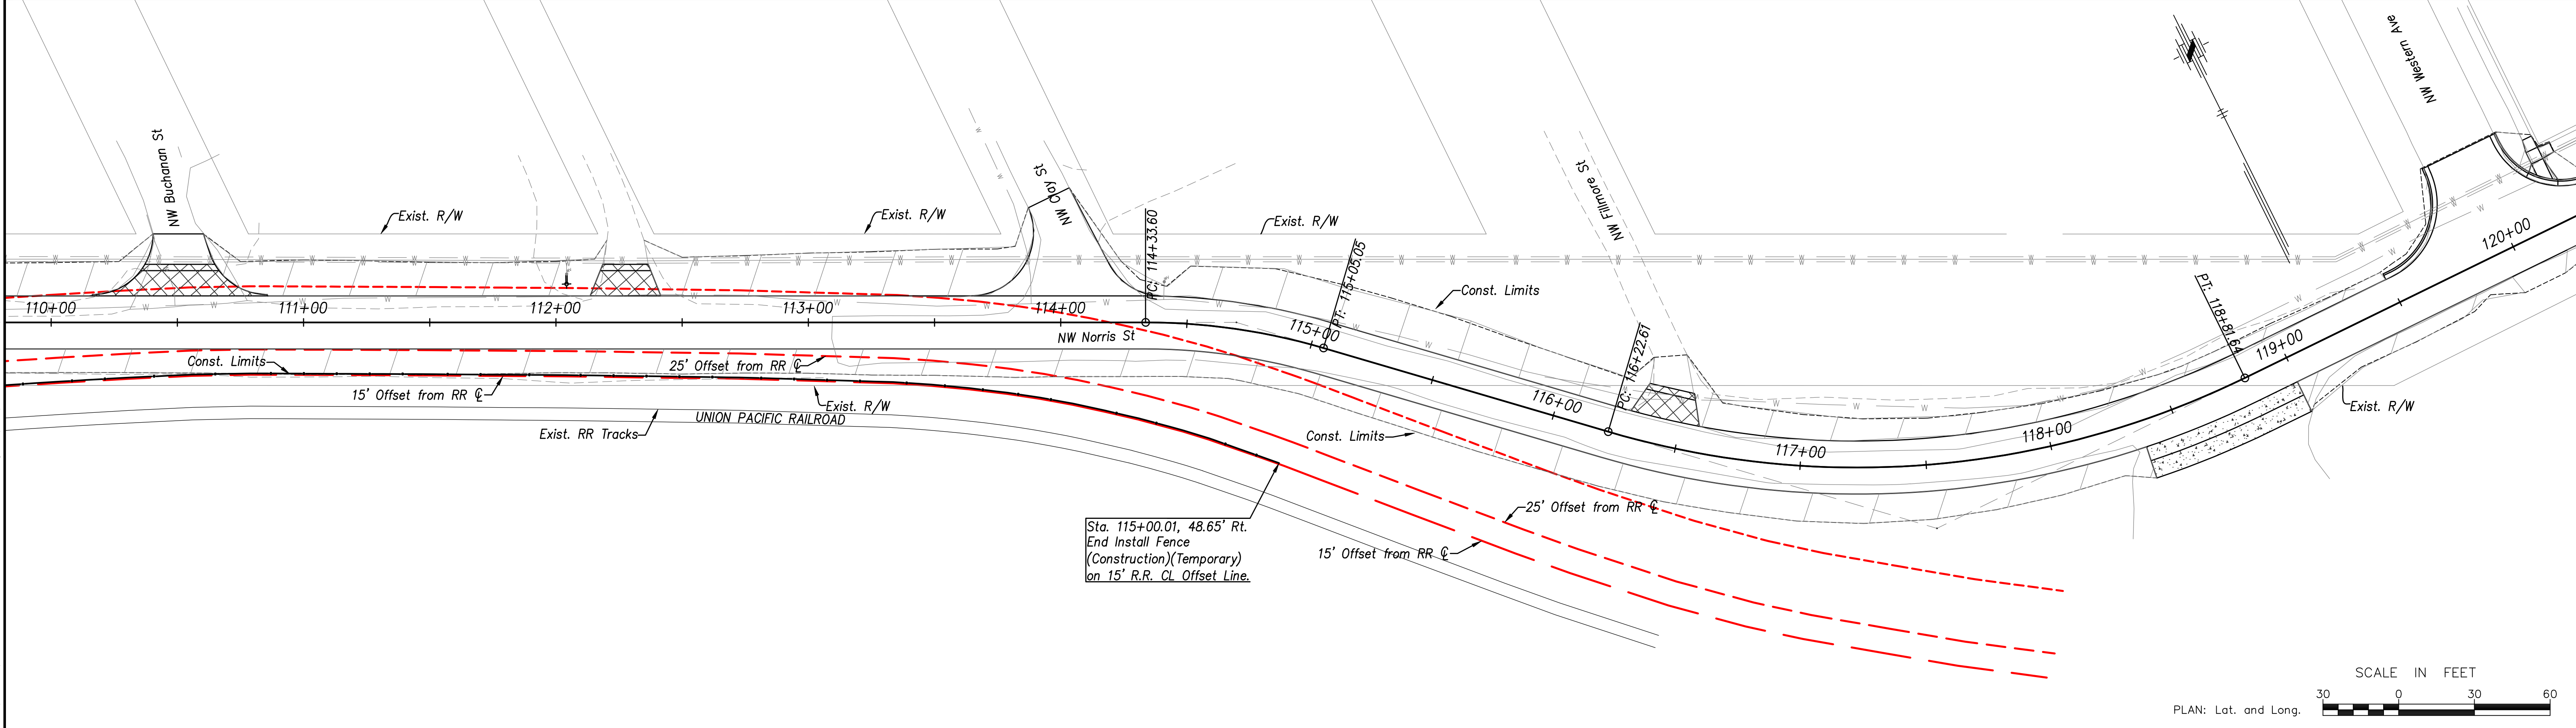 NW Buchanan St
Exist. R/W
Exist. R/W
NW Clay St
PC: 114+33.60
Exist. R/W
PT: 115+05.05
Const. Limits
NW Fillmore St
PC: 116+22.61
NW Western Ave
PT: 118+81.64
110+00
111+00
112+00
113+00
114+00
115+00
116+00
117+00
118+00
119+00
120+00
NW Norris St
Const. Limits
25' Offset from RR ℄
15' Offset from RR ℄
Exist. R/W
Exist. RR Tracks
UNION PACIFIC RAILROAD
Const. Limits
Exist. R/W
Sta. 115+00.01, 48.65' Rt.
End Install Fence
(Construction)(Temporary)
on 15' R.R. CL Offset Line.
25' Offset from RR ℄
15' Offset from RR ℄
SCALE IN FEET
30 0 30 60
PLAN: Lat. and Long.